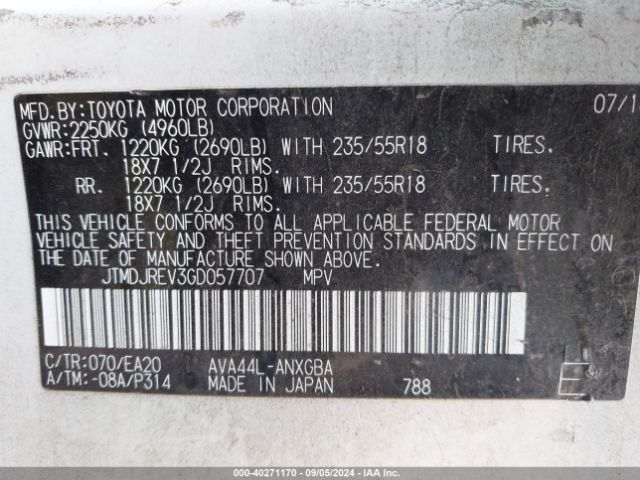 MFD.BY:TOYOTA MOTOR CORPORATION 07/1
GVWR:2250KG (4960LB)
GAWR:FRT. 1220KG (2690LB) WITH 235/55R18 TIRES.
18X7 1/2J RIMS.
RR. 1220KG (2690LB) WITH 235/55R18 TIRES.
18X7 1/2J RIMS.
THIS VEHICLE CONFORMS TO ALL APPLICABLE FEDERAL MOTOR
VEHICLE SAFETY AND THEFT PREVENTION STANDARDS IN EFFECT ON
THE DATE OF MANUFACTURE SHOWN ABOVE.
JTMDJREV3GD057707 MPV
C/TR:070/EA20 AVA44L-ANXGBA
A/TM:-08A/P314 MADE IN JAPAN 788 E
000-40271170 - 09/05/2024 - IAA Inc.